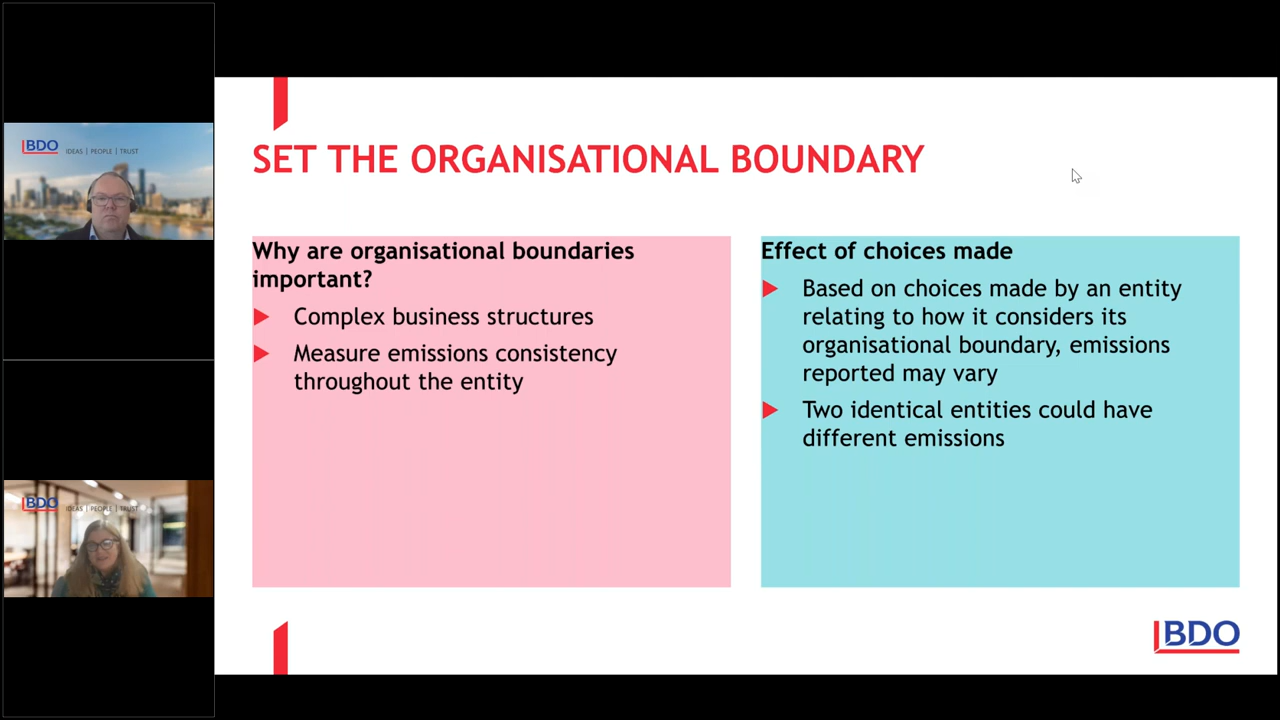 BDO
IDEAS | PEOPLE | TRUST
BDO
IDEAS | PEOPLE | TRUST
SET THE ORGANISATIONAL BOUNDARY
Why are organisational boundaries
important?
Complex business structures
Measure emissions consistency
throughout the entity
Effect of choices made
Based on choices made by an entity
relating to how it considers its
organisational boundary, emissions
reported may vary
Two identical entities could have
different emissions
BDO